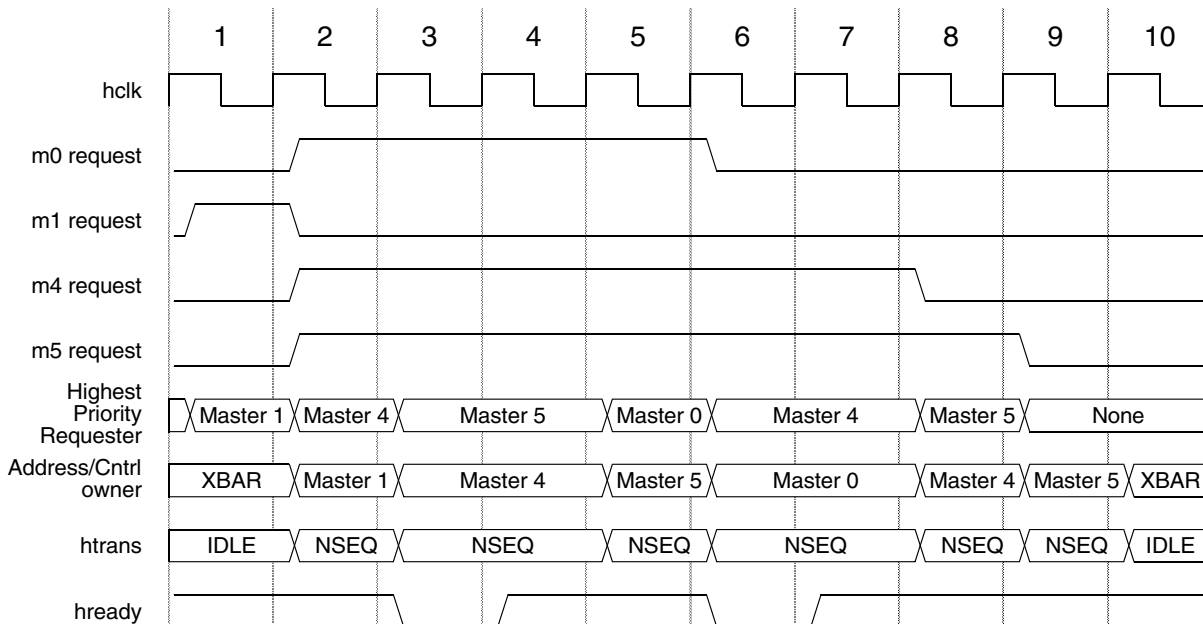 1 2 3 4 5 6 7 8 9 10
hclk
m0 request
m1 request
m4 request
m5 request
Highest
Priority
Requester
Master 1 Master 4 Master 5 Master 0 Master 4 Master 5 None
Address/Cntrl
owner
XBAR Master 1 Master 4 Master 5 Master 0 Master 4 Master 5 XBAR
htrans IDLE NSEQ NSEQ NSEQ NSEQ NSEQ NSEQ IDLE
hready